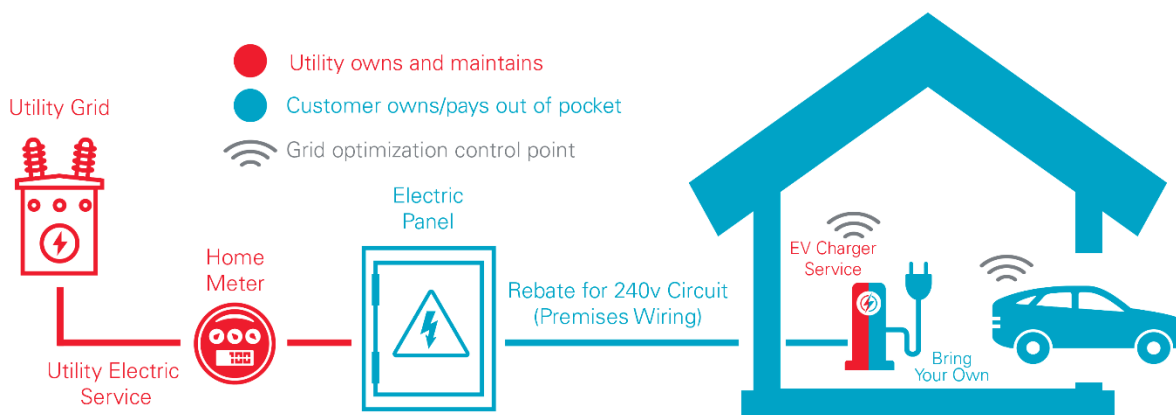 Utility owns and maintains
Customer owns/pays out of pocket
Grid optimization control point
Utility Grid
Electric
Panel
Home
Meter
100
Utility Electric
Service
Rebate for 240v Circuit
(Premises Wiring)
EV Charger
Service
Bring
Your Own